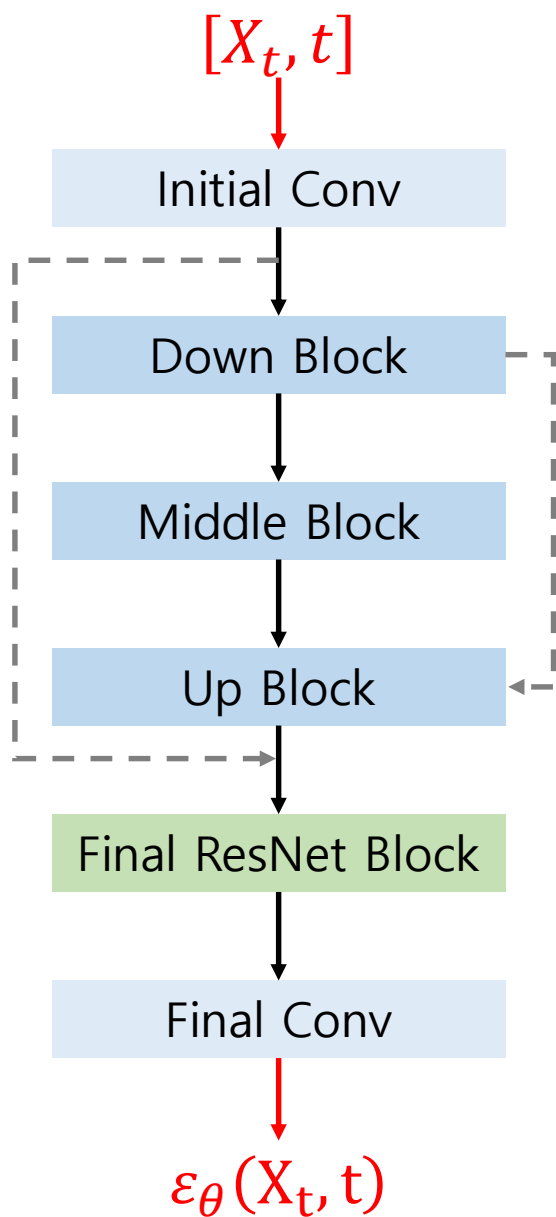 [X_t, t]
Initial Conv
Down Block
Middle Block
Up Block
Final ResNet Block
Final Conv
ε_θ(X_t, t)